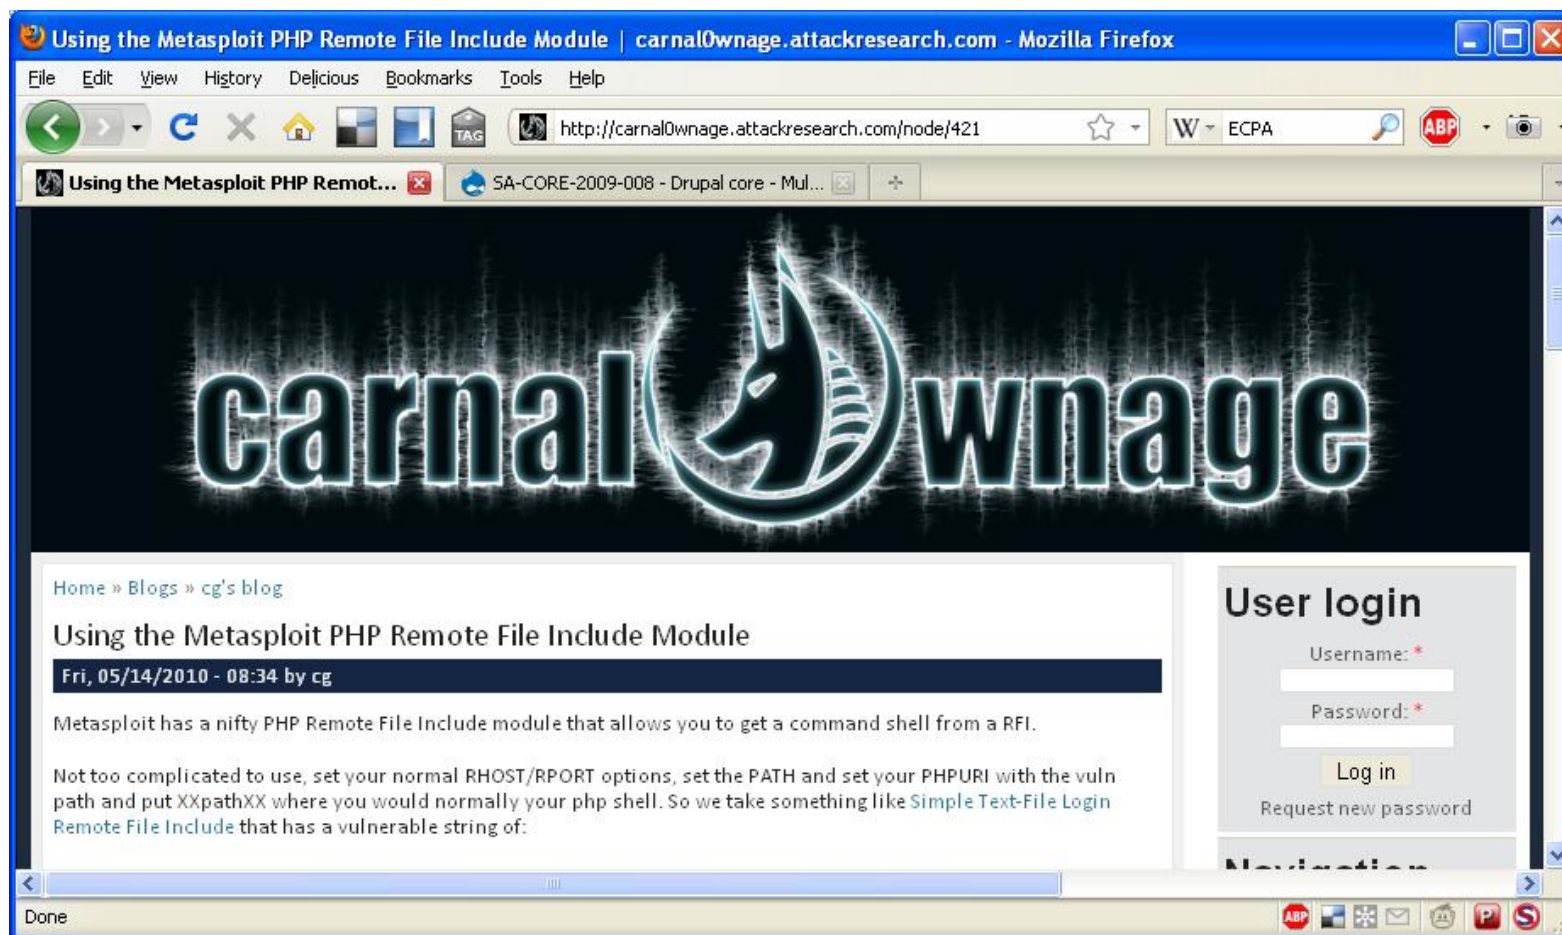 Using the Metasploit PHP Remote File Include Module | carnal0wnage.attackresearch.com - Mozilla Firefox
File Edit View History Delicious Bookmarks Tools Help
TAG http://carnal0wnage.attackresearch.com/node/421 W ECPA ABP
Using the Metasploit PHP Remot... SA-CORE-2009-008 - Drupal core - Mul...
carnal wnage
Home » Blogs » cg's blog
Using the Metasploit PHP Remote File Include Module
Fri, 05/14/2010 - 08:34 by cg
Metasploit has a nifty PHP Remote File Include module that allows you to get a command shell from a RFI.
Not too complicated to use, set your normal RHOST/RPORT options, set the PATH and set your PHPURI with the vuln
path and put XXpathXX where you would normally your php shell. So we take something like Simple Text-File Login
Remote File Include that has a vulnerable string of:
User login
Username: *
Password: *
Log in
Request new password
Navigation
Done
ABP P S